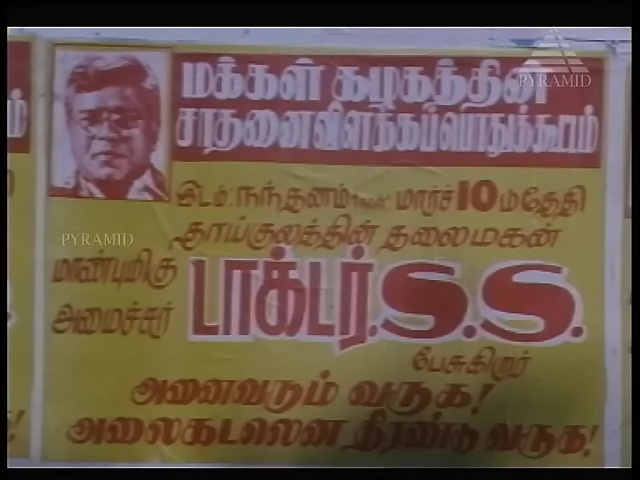 மக்கள் கழகத்தின்
சாதனைவிளக்கப்பொதுக்கூட்டம்
இடம்: நந்தனம் நாள்: மார்ச் 10ம்தேதி
தாய்குலத்தின் தலைமகன்
மாண்புமிகு
அமைச்சர் டாக்டர். S.S.
பேசுகிறார்
அனைவரும் வருக!
அலைகடலென திரண்டு வருக!
PYRAMID
PYRAMID